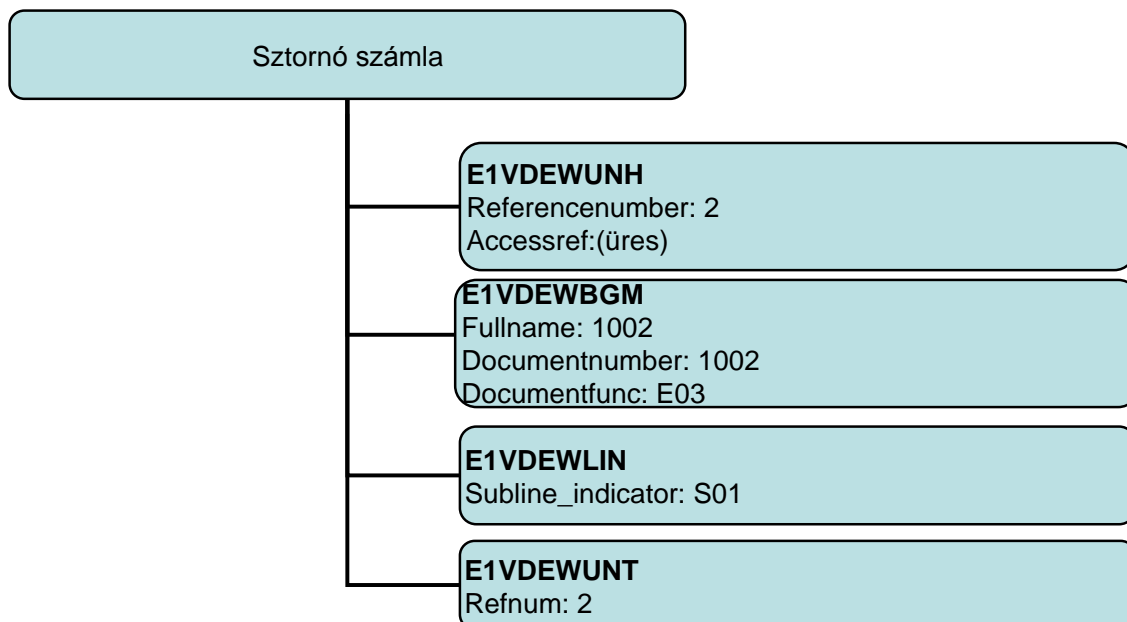 Sztornó számla
E1VDEWUNH
Referencenumber: 2
Accessref:(üres)
E1VDEWBGM
Fullname: 1002
Documentnumber: 1002
Documentfunc: E03
E1VDEWLIN
Subline_indicator: S01
E1VDEWUNT
Refnum: 2